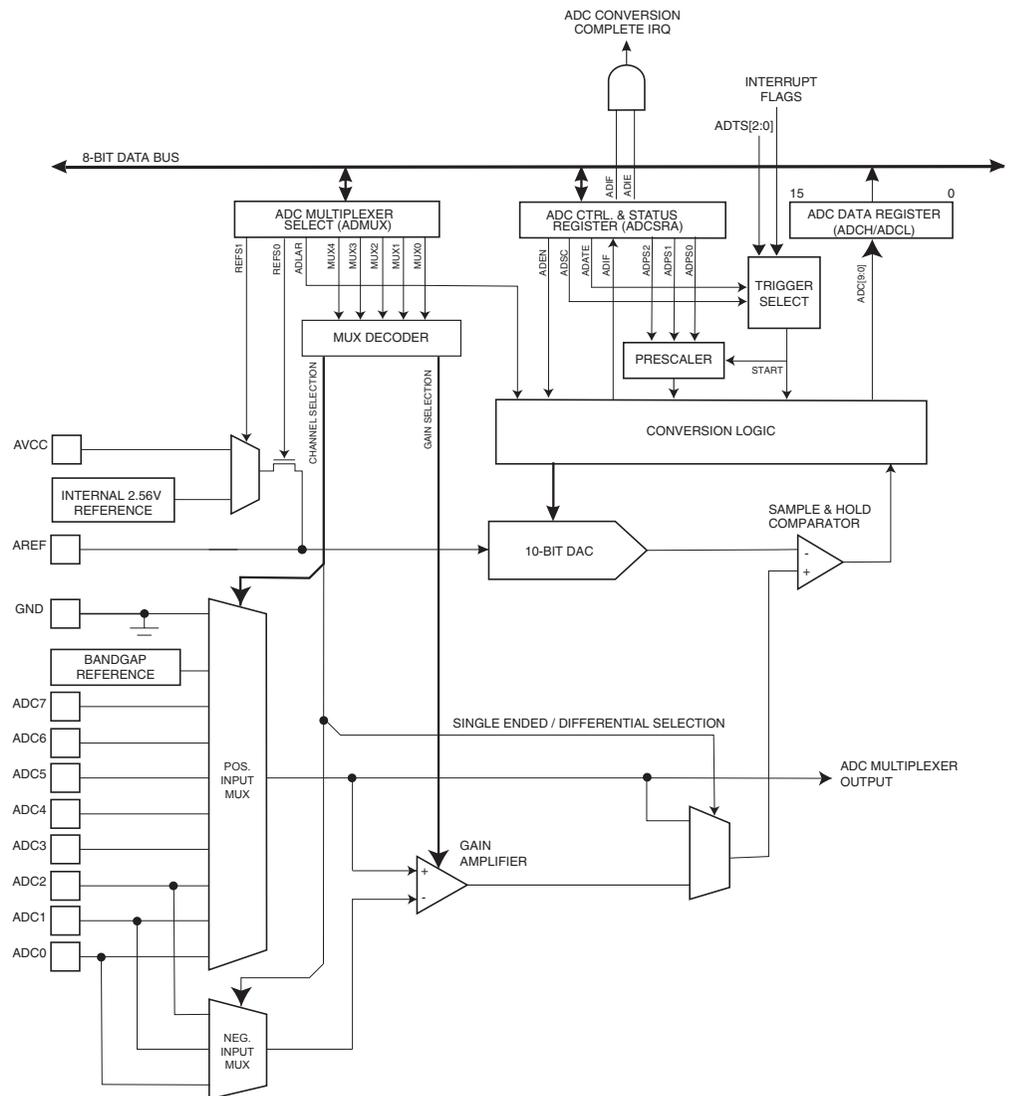 ADC CONVERSION
COMPLETE IRQ
INTERRUPT
FLAGS
ADTS[2:0]
8-BIT DATA BUS
ADIF
ADIE
15
0
ADC MULTIPLEXER
SELECT (ADMUX)
ADC CTRL. & STATUS
REGISTER (ADCSRA)
ADC DATA REGISTER
(ADCH/ADCL)
REFS1
REFS0
ADLAR
MUX4
MUX3
MUX2
MUX1
MUX0
ADEN
ADSC
ADATE
ADIF
ADPS2
ADPS1
ADPS0
ADC[9:0]
TRIGGER
SELECT
MUX DECODER
PRESCALER
START
CHANNEL SELECTION
GAIN SELECTION
CONVERSION LOGIC
AVCC
INTERNAL 2.56V
REFERENCE
SAMPLE & HOLD
COMPARATOR
AREF
10-BIT DAC
-
+
GND
BANDGAP
REFERENCE
ADC7
SINGLE ENDED / DIFFERENTIAL SELECTION
ADC6
ADC5
POS.
INPUT
MUX
ADC MULTIPLEXER
OUTPUT
ADC4
ADC3
GAIN
AMPLIFIER
+
-
ADC2
ADC1
ADC0
NEG.
INPUT
MUX